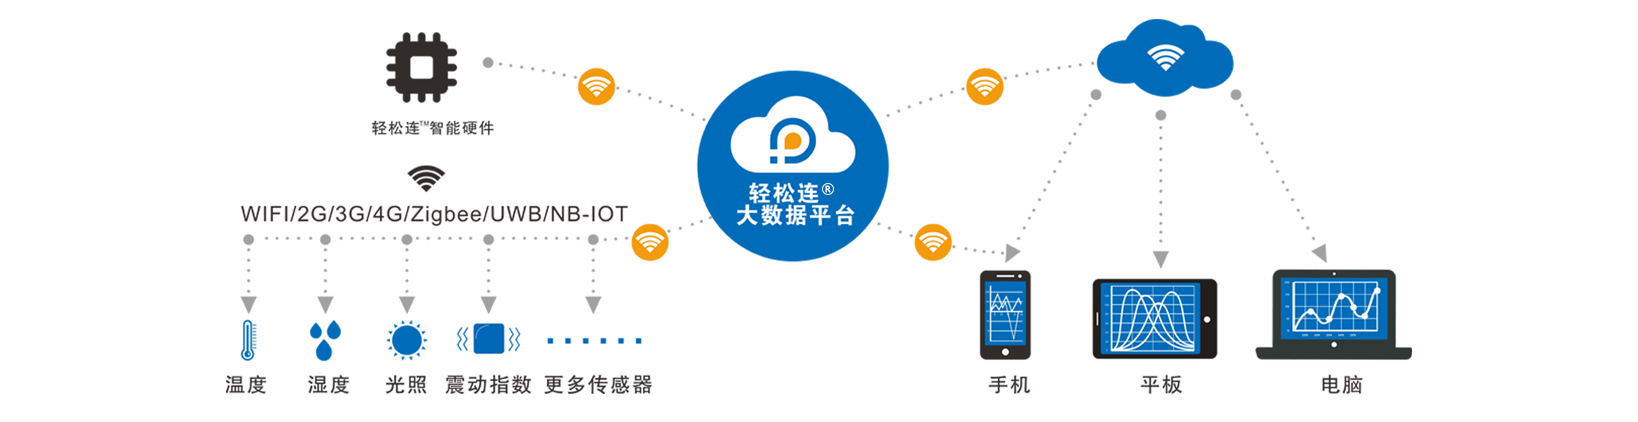 轻松连™智能硬件
WIFI/2G/3G/4G/Zigbee/UWB/NB-IOT
温度
湿度
光照
震动指数
更多传感器
轻松连®
大数据平台
手机
平板
电脑